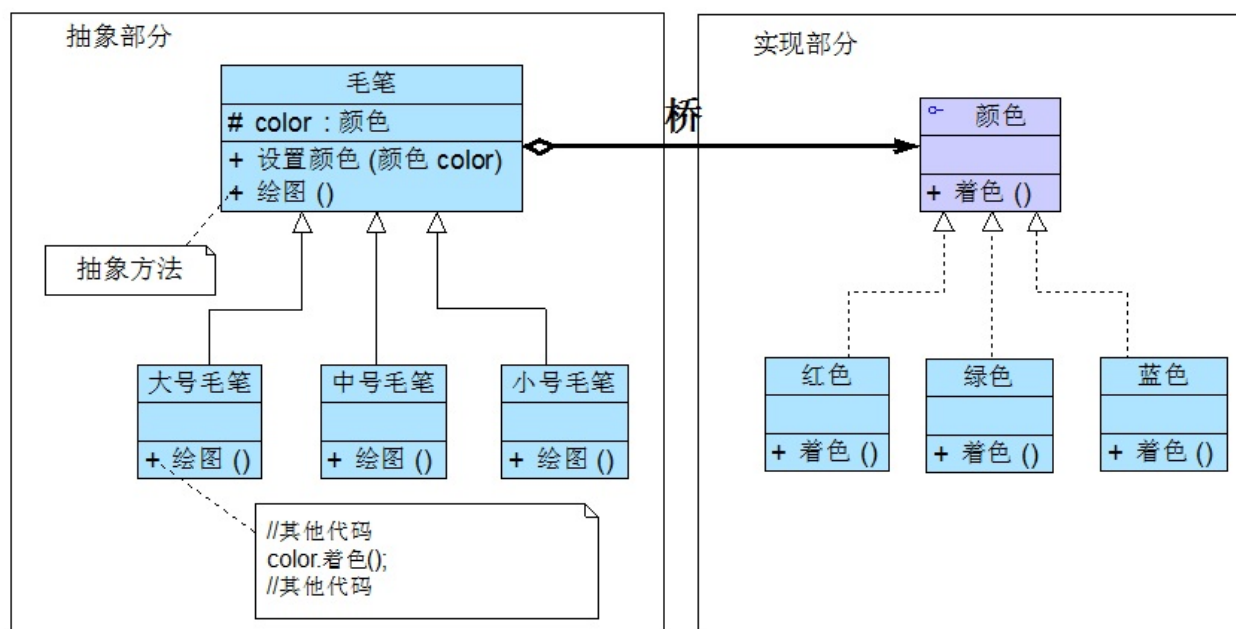 抽象部分
毛笔
# color : 颜色
+ 设置颜色 (颜色 color)
+ 绘图 ()
抽象方法
大号毛笔
+ 绘图 ()
中号毛笔
+ 绘图 ()
小号毛笔
+ 绘图 ()
//其他代码
color.着色();
//其他代码
桥
实现部分
颜色
+ 着色 ()
红色
+ 着色 ()
绿色
+ 着色 ()
蓝色
+ 着色 ()